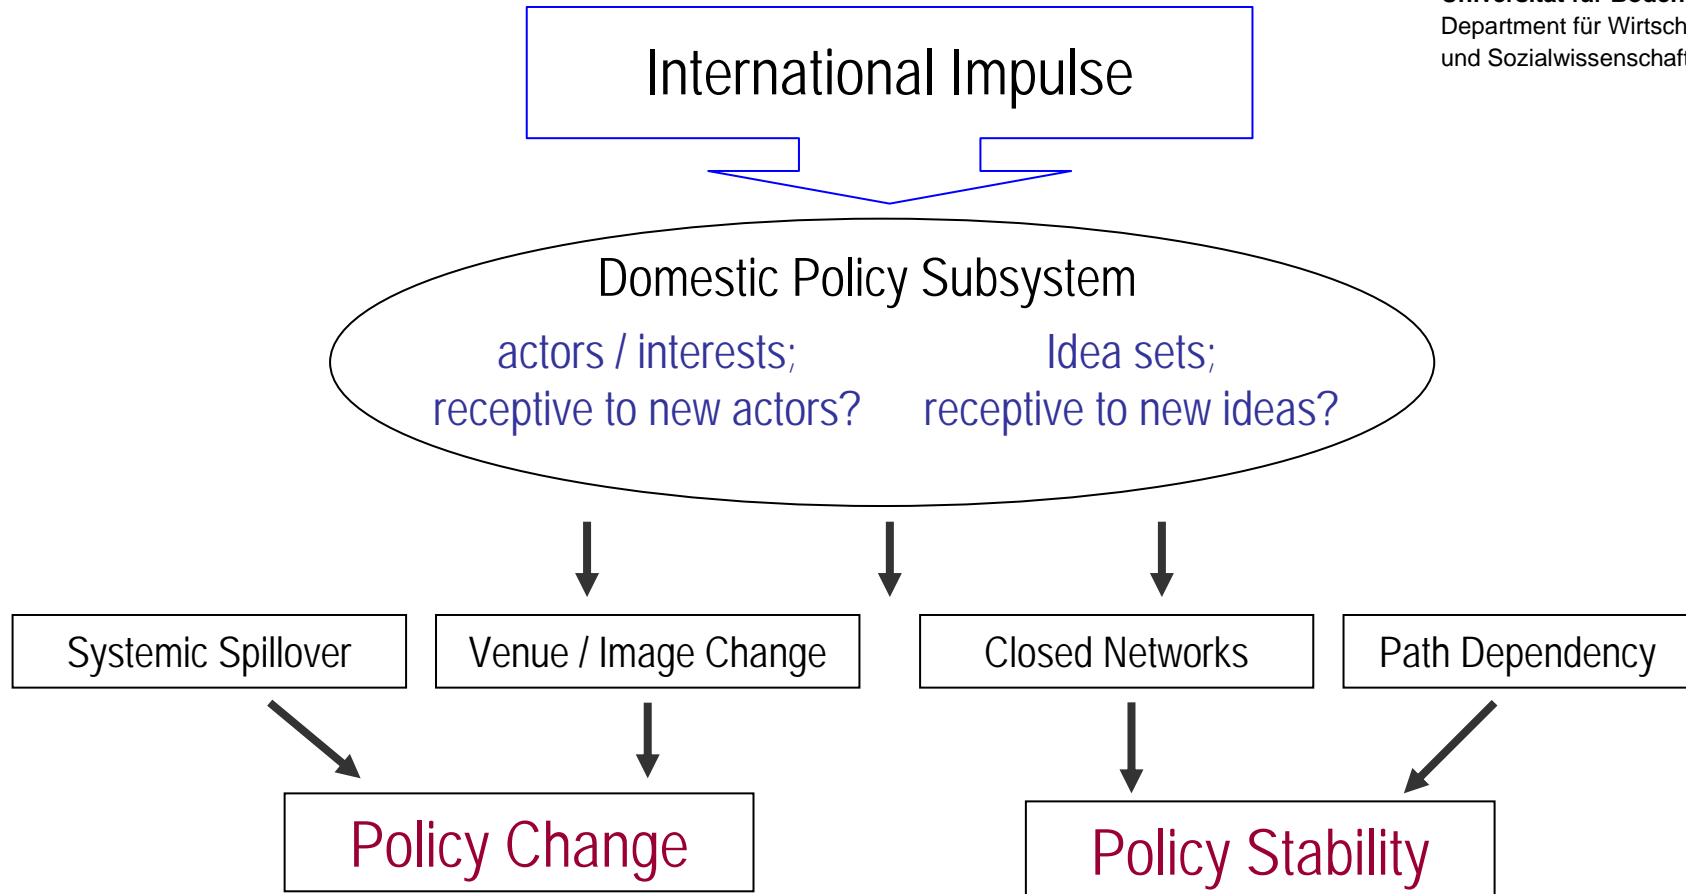 Department für Wirtsch
und Sozialwissenschaft
International Impulse
Domestic Policy Subsystem
actors / interests;
receptive to new actors?
Idea sets;
receptive to new ideas?
Systemic Spillover
Venue / Image Change
Closed Networks
Path Dependency
Policy Change
Policy Stability